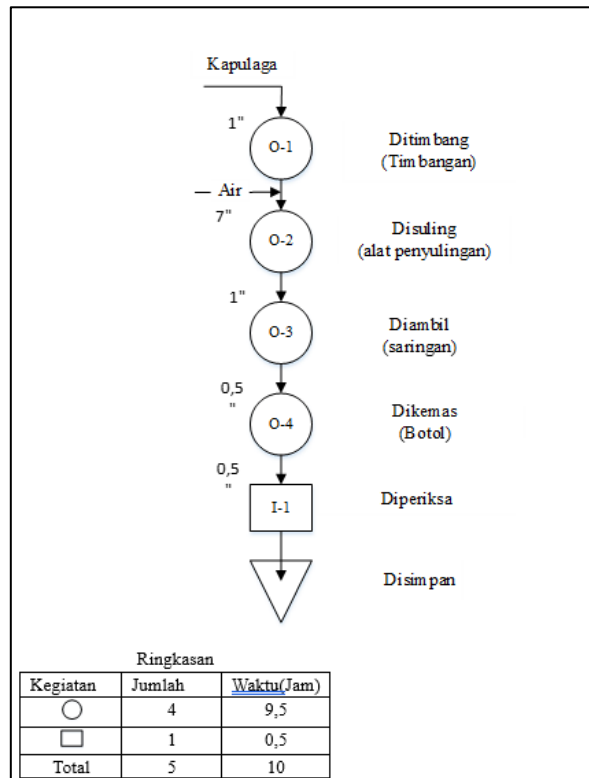 Kapulaga
1"
O-1
Ditimbang
(Timbangan)
Air
7"
O-2
Disuling
(alat penyulingan)
1"
O-3
Diambil
(saringan)
0,5
"
O-4
Dikemas
(Botol)
0,5
"
I-1
Diperiksa
Disimpan
Ringkasan
Kegiatan Jumlah Waktu(Jam)
4 9,5
1 0,5
Total 5 10